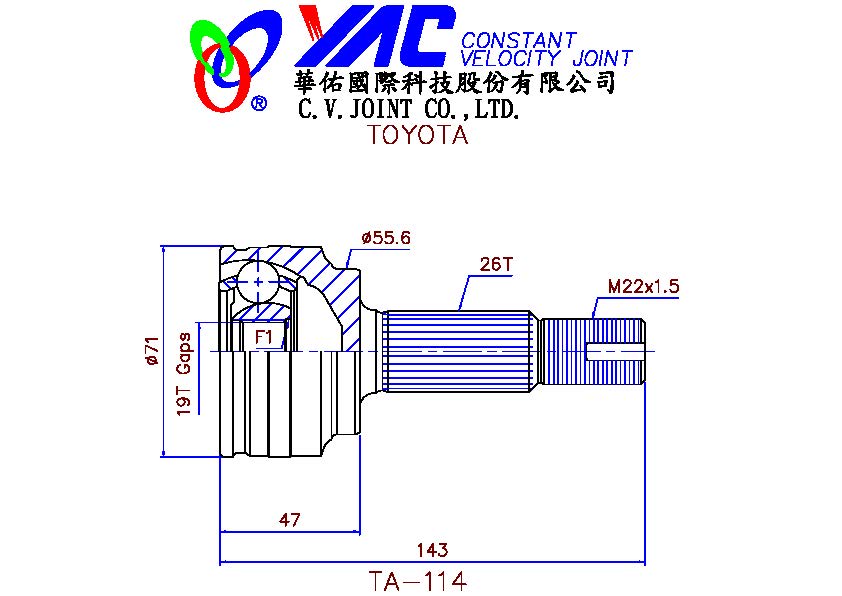 YAC CONSTANT
VELOCITY JOINT
®
華佑國際科技股份有限公司
C.V.JOINT CO.,LTD.
TOYOTA
ø55.6
26T
M22x1.5
F1
ø71
19T Gaps
47
143
TA-114